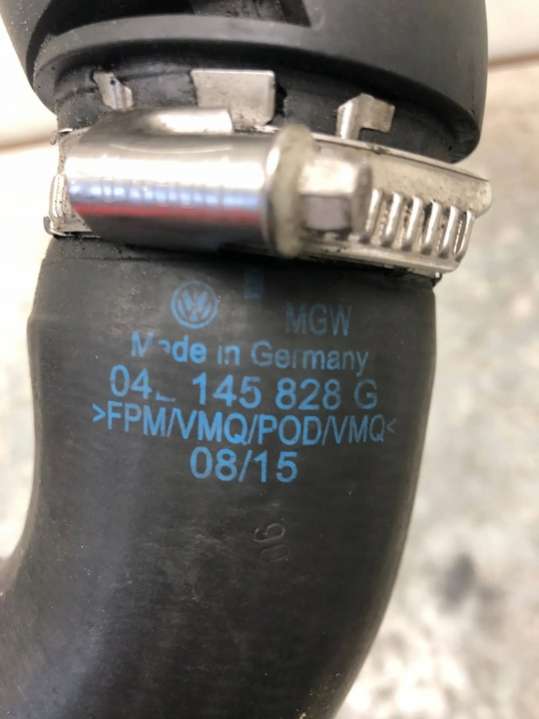 MGW
Made in Germany
04L 145 828 G
>FPM/VMQ/POD/VMQ<
08/15